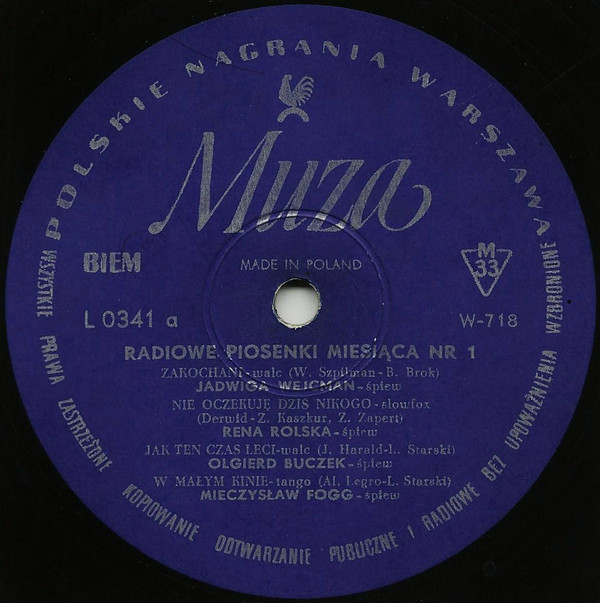 POLSKIE NAGRANIA WARSZAWA
Muza
BIEM
MADE IN POLAND
M
33
L 0341 a
W-718
RADIOWE PIOSENKI MIESIĄCA NR 1
ZAKOCHANI-walc (W. Szpilman-B. Brok)
JADWIGA WEJCMAN-śpiew
NIE OCZEKUJĘ DZIS NIKOGO-slowfox
(Derwid-Z. Kaszkur, Z. Zapert)
RENA ROLSKA-śpiew
JAK TEN CZAS LECI-walc (J. Harald-L. Starski)
OLGIERD BUCZEK-śpiew
W MAŁYM KINIE-tango (Al. Legro-L. Starski)
MIECZYSŁAW FOGG-śpiew
WSZYSTKIE PRAWA ZASTRZEŻONE KOPIOWANIE ODTWARZANIE PUBLICZNE I RADIOWE BEZ UPOWAŻNIENIA WZBRONIONE